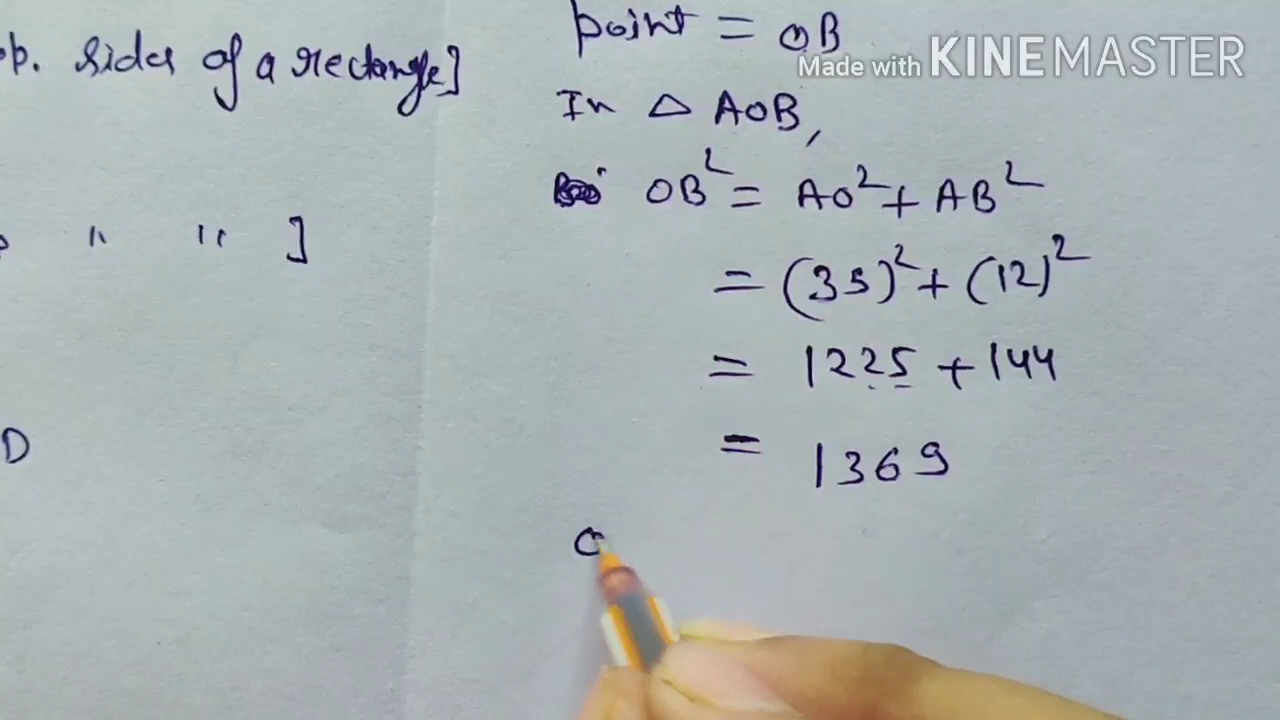 op. sides of a rectangle]
" " ]
D
point = OB
Made with KINEMASTER
In △ AOB,
OB² = AO² + AB²
= (35)² + (12)²
= 1225 + 144
= 1369
O